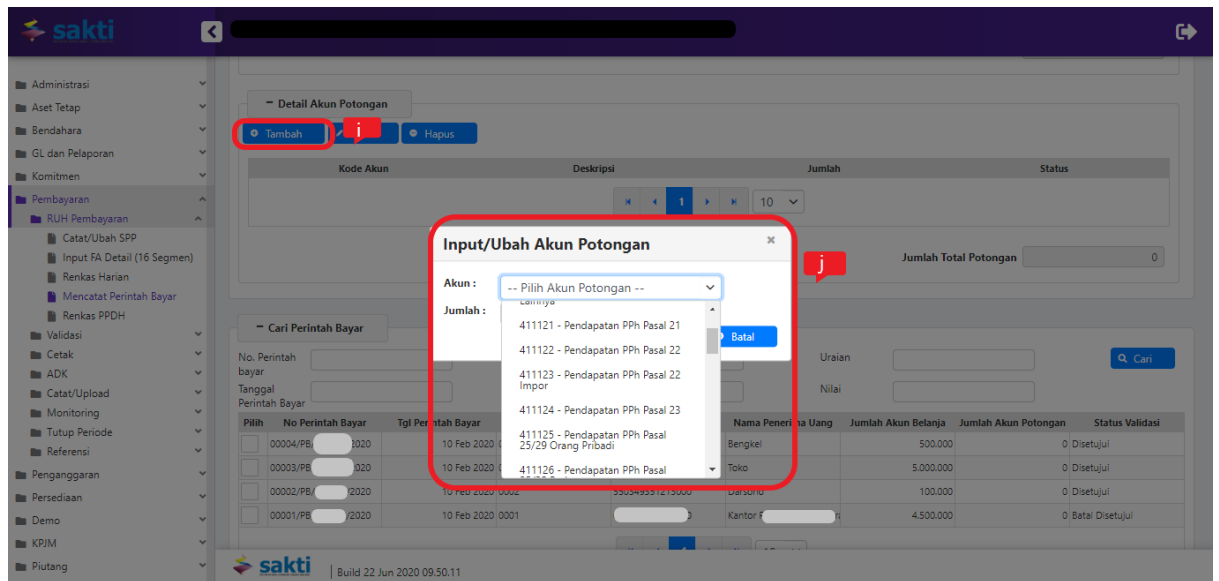 sakti
Administrasi
Aset Tetap
Bendahara
GL dan Pelaporan
Komitmen
Pembayaran
RUH Pembayaran
Catat/Ubah SPP
Input FA Detail (16 Segmen)
Renkas Harian
Mencatat Perintah Bayar
Renkas PPDH
Validasi
Cetak
ADK
Catat/Upload
Monitoring
Tutup Periode
Referensi
Penganggaran
Persediaan
Demo
KPJM
Piutang
Detail Akun Potongan
Tambah
i
Hapus
Kode Akun Deskripsi Jumlah Status
1 10
Jumlah Total Potongan 0
Input/Ubah Akun Potongan
j
Akun : -- Pilih Akun Potongan --
Jumlah :
Lainnya
411121 - Pendapatan PPh Pasal 21
411122 - Pendapatan PPh Pasal 22
411123 - Pendapatan PPh Pasal 22
Impor
411124 - Pendapatan PPh Pasal 23
411125 - Pendapatan PPh Pasal
25/29 Orang Pribadi
411126 - Pendapatan PPh Pasal
Batal
Cari Perintah Bayar
No. Perintah
bayar
Uraian
Cari
Tanggal
Perintah Bayar
Nilai
Pilih No Perintah Bayar Tgl Perintah Bayar Nama Penerima Uang Jumlah Akun Belanja Jumlah Akun Potongan Status Validasi
00004/PB 2020 10 Feb 2020 Bengkel 500.000 0 Disetujui
00003/PB 2020 10 Feb 2020 Toko 5.000.000 0 Disetujui
00002/PB/ /2020 10 Feb 2020 0002 Darsono 100.000 0 Disetujui
00001/PB /2020 10 Feb 2020 0001 Kantor 4.500.000 0 Batal Disetujui
sakti
Build 22 Jun 2020 09.50.11